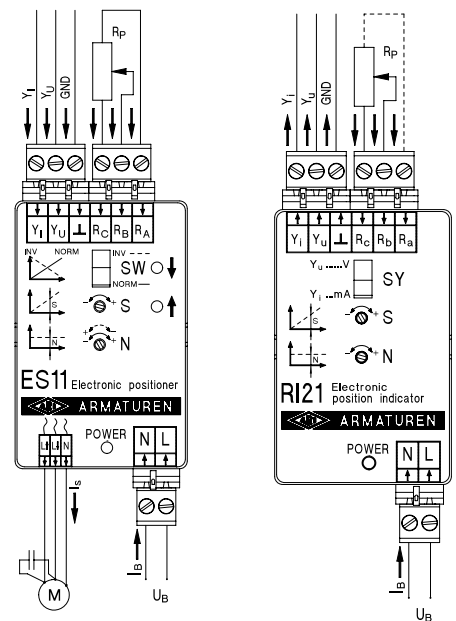 RP
YI
YU
GND
YI YU ⊥ RC RB RA
INV NORM
INV
SW
NORM
S
S
N
N
ES11 Electronic positioner
ARMATUREN
POWER
N L
N
IS
M
IB
UB
RP
Yi
Yu
GND
Yi Yu ⊥ Rc Rb Ra
Yu ......V
SY
Yi ...mA
S
S
N
N
RI21 Electronic
position indicator
ARMATUREN
POWER
N L
IB
UB